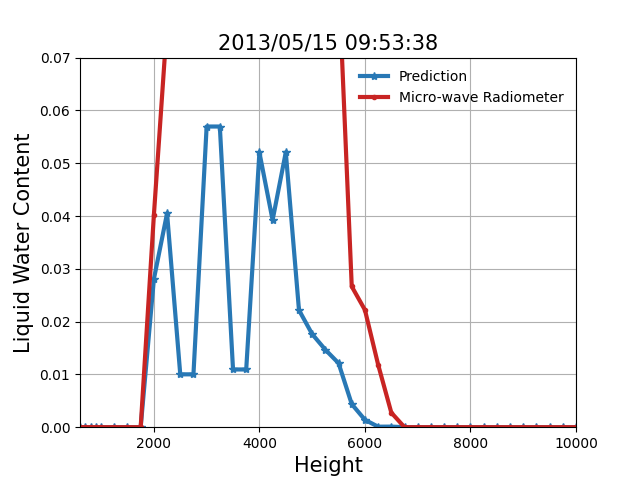 2013/05/15 09:53:38
0.07
0.06
0.05
0.04
0.03
0.02
0.01
0.00
Liquid Water Content
Prediction
Micro-wave Radiometer
2000 4000 6000 8000 10000
Height